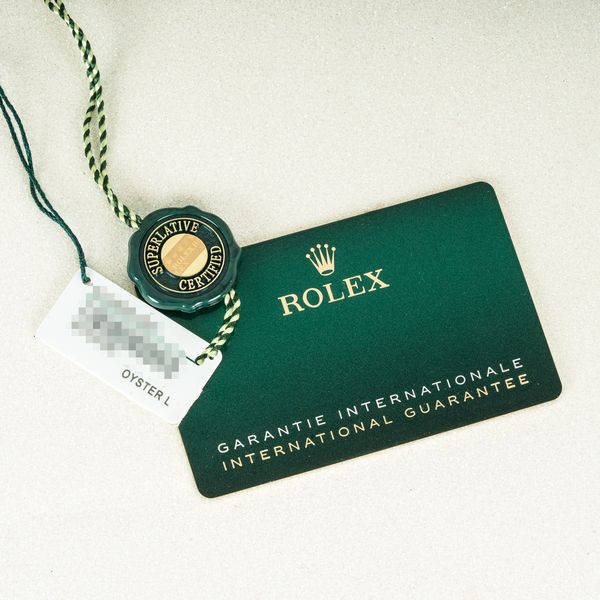 SUPERLATIVE
CERTIFIED
ROLEX
OYSTER L
GARANTIE INTERNATIONALE
INTERNATIONAL GUARANTEE